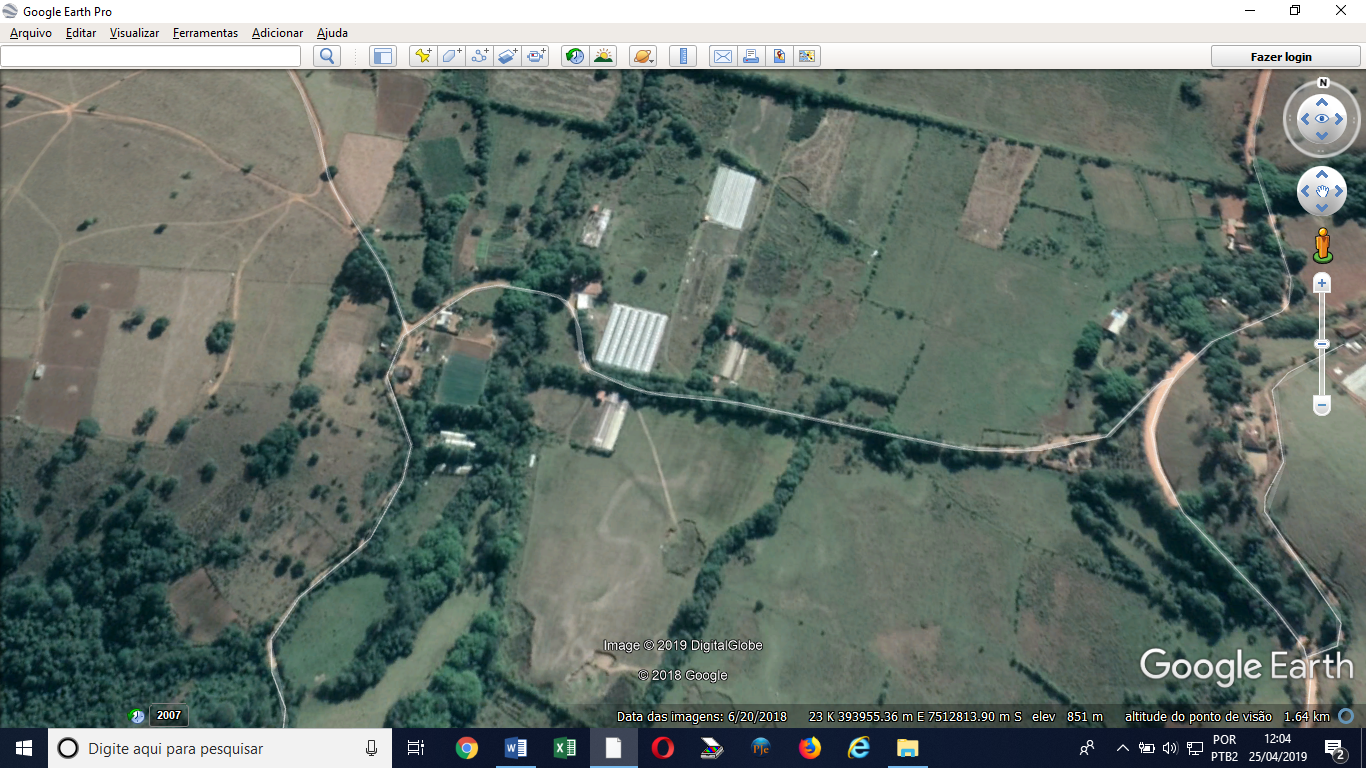 Google Earth Pro
Arquivo Editar Visualizar Ferramentas Adicionar Ajuda
Fazer login
N
Image © 2019 DigitalGlobe
© 2018 Google
Google Earth
2007
Data das imagens: 6/20/2018 23 K 393955.36 m E 7512813.90 m S elev 851 m altitude do ponto de visão 1.64 km
Digite aqui para pesquisar
PJe
POR
PTB2
12:04
25/04/2019
2